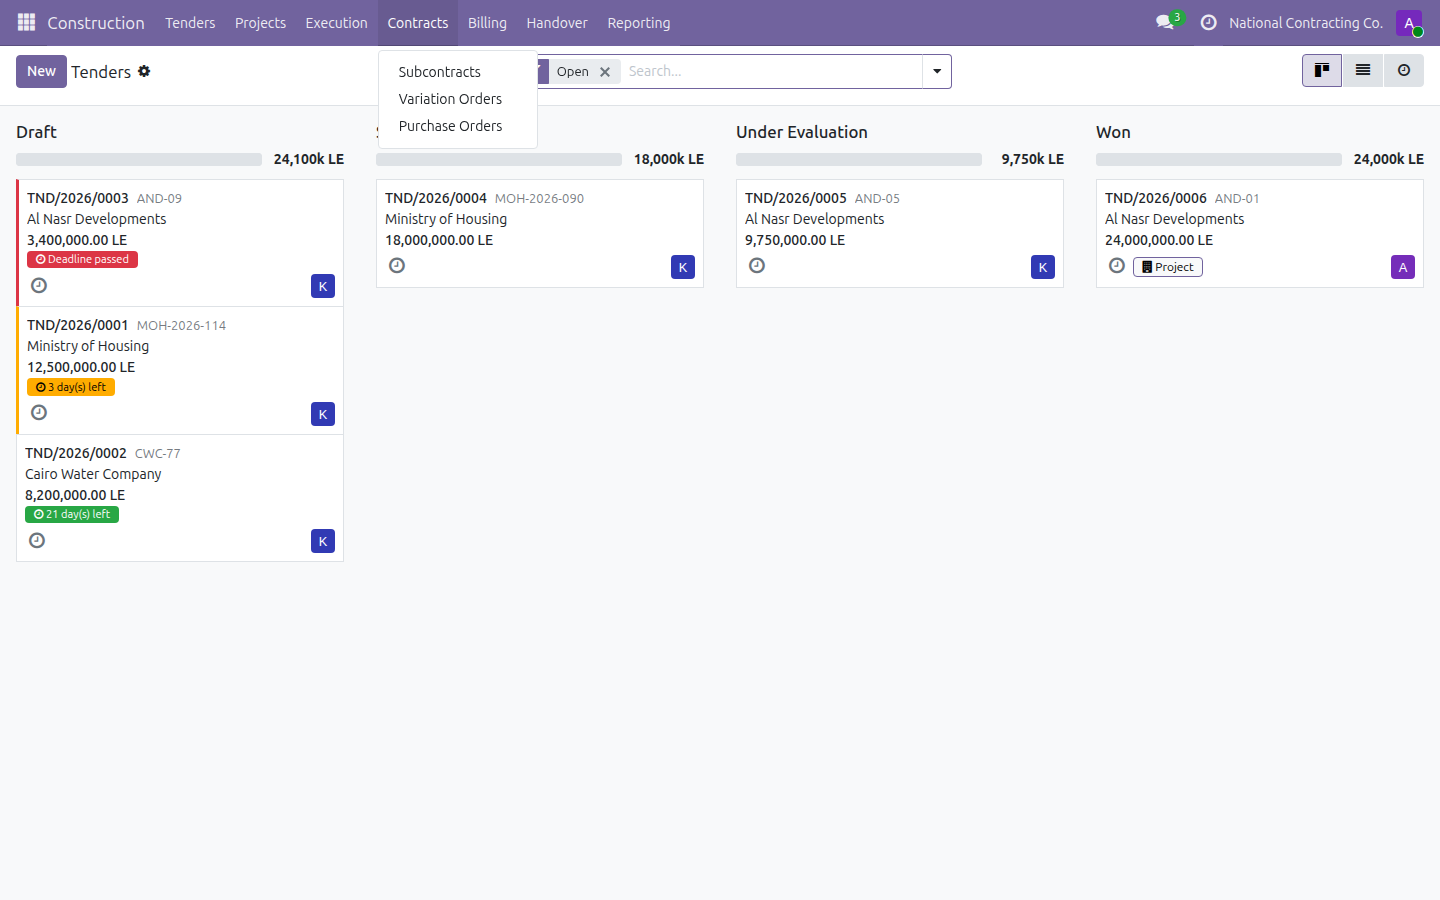 Construction Tenders Projects Execution Contracts Billing Handover Reporting 3 National Contracting Co. A
New Tenders Open Search...
Subcontracts
Variation Orders
Purchase Orders
Draft
24,100k LE
TND/2026/0003 AND-09
Al Nasr Developments
3,400,000.00 LE
Deadline passed
K
TND/2026/0001 MOH-2026-114
Ministry of Housing
12,500,000.00 LE
3 day(s) left
K
TND/2026/0002 CWC-77
Cairo Water Company
8,200,000.00 LE
21 day(s) left
K
18,000k LE
TND/2026/0004 MOH-2026-090
Ministry of Housing
18,000,000.00 LE
K
Under Evaluation
9,750k LE
TND/2026/0005 AND-05
Al Nasr Developments
9,750,000.00 LE
K
Won
24,000k LE
TND/2026/0006 AND-01
Al Nasr Developments
24,000,000.00 LE
Project
A